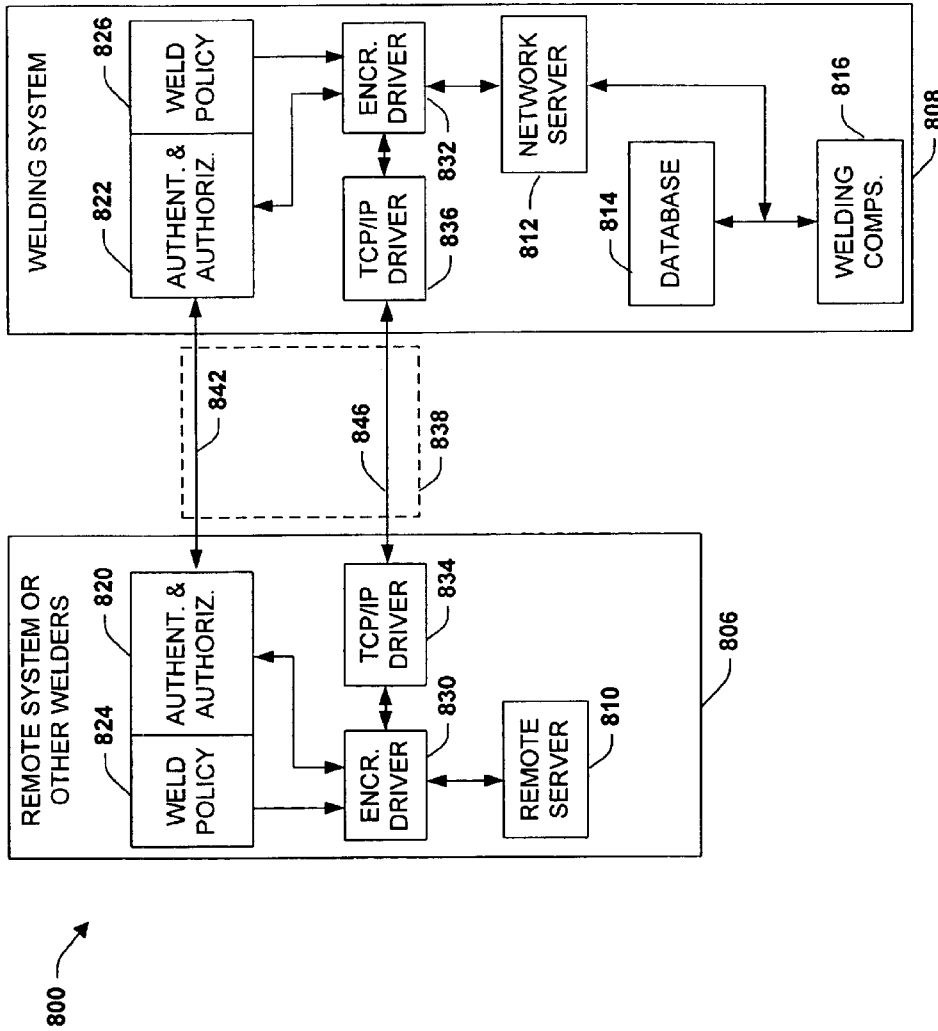 800
REMOTE SYSTEM OR
OTHER WELDERS
824
820
WELD
POLICY
AUTHENT. &
AUTHORIZ.
ENCR.
DRIVER
830
TCP/IP
DRIVER
834
REMOTE
SERVER
810
806
842
846
838
WELDING SYSTEM
822
826
AUTHENT. &
AUTHORIZ.
WELD
POLICY
TCP/IP
DRIVER
836
ENCR.
DRIVER
832
NETWORK
SERVER
812
814
DATABASE
816
WELDING
COMPS.
808